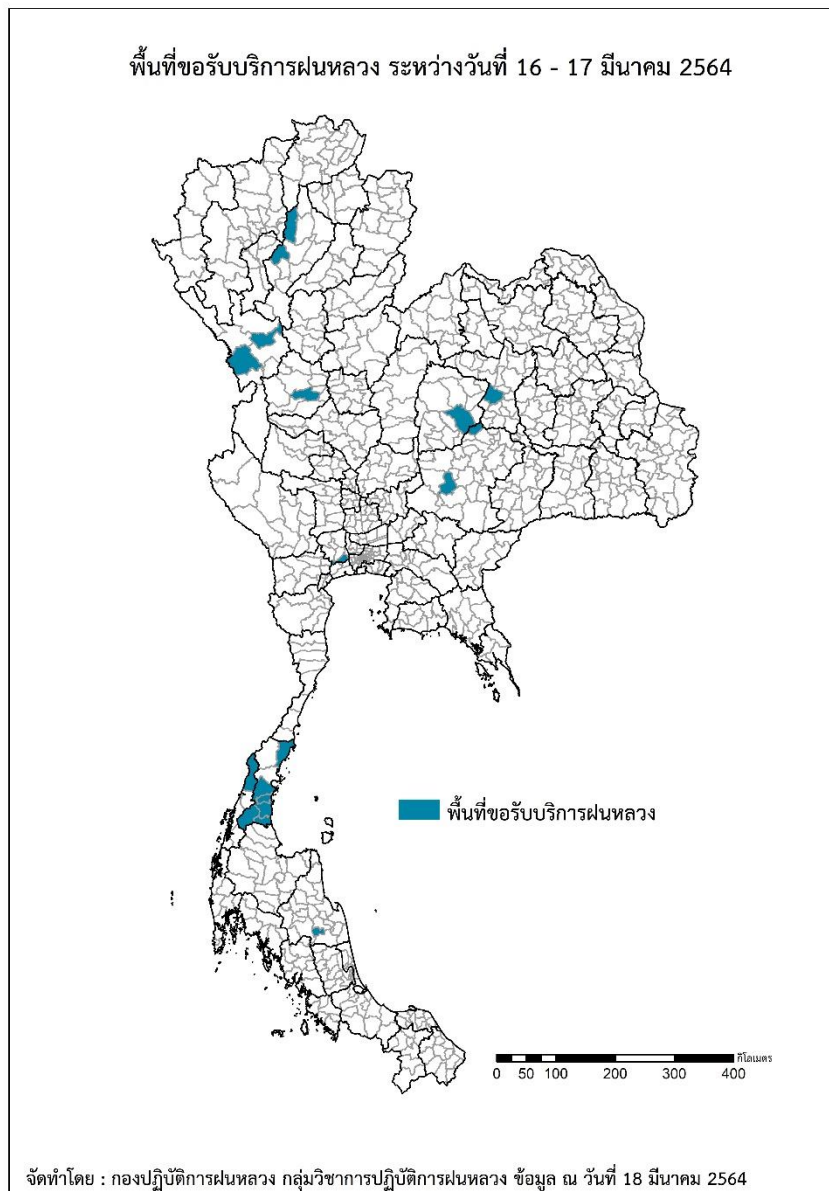 พื้นที่ขอรับบริการฝนหลวง ระหว่างวันที่ 16 - 17 มีนาคม 2564
พื้นที่ขอรับบริการฝนหลวง
กิโลเมตร
0 50 100 200 300 400
จัดทำโดย : กองปฏิบัติการฝนหลวง กลุ่มวิชาการปฏิบัติการฝนหลวง ข้อมูล ณ วันที่ 18 มีนาคม 2564